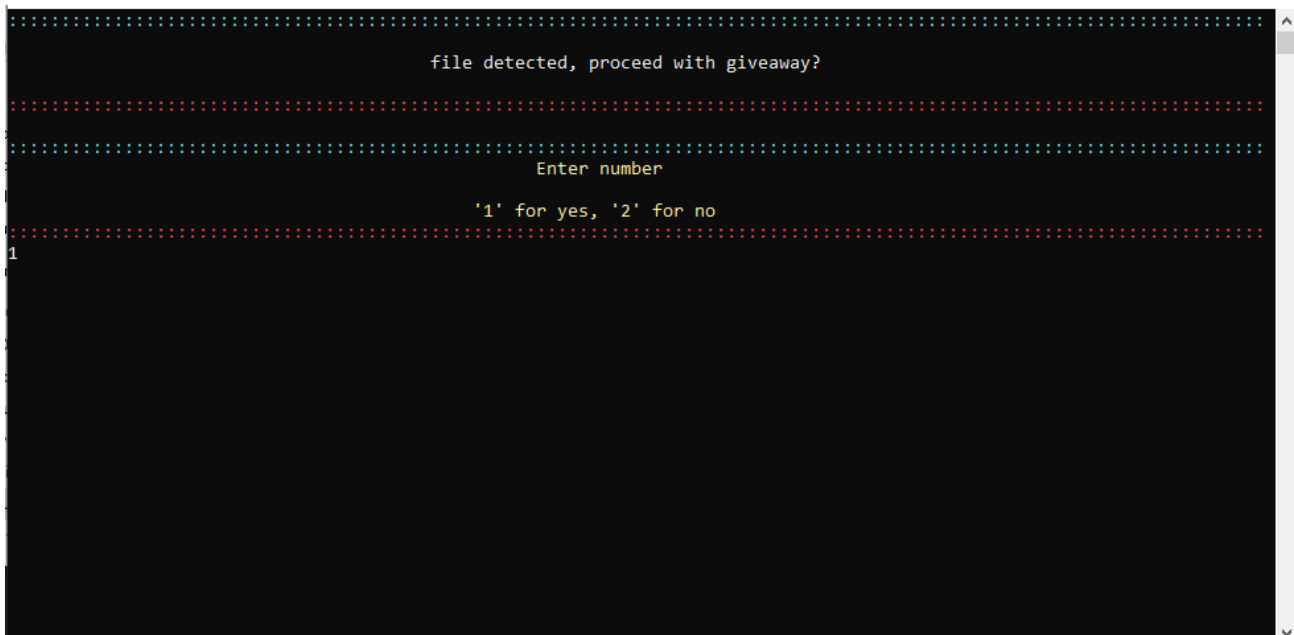 file detected, proceed with giveaway?
Enter number
'1' for yes, '2' for no
1